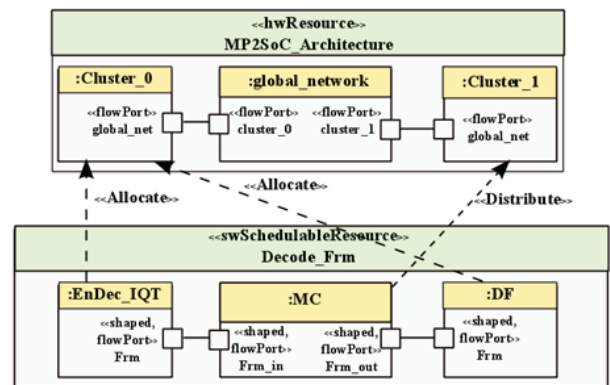 <<hwResource>>
MP2SoC_Architecture
:Cluster_0
<<flowPort>>
global_net
:global_network
<<flowPort>>
cluster_0
<<flowPort>>
cluster_1
:Cluster_1
<<flowPort>>
global_net
<<Allocate>>
<<Allocate>>
<<Distribute>>
<<swSchedulableResource>>
Decode_Frm
:EnDec_IQT
<<shaped,
flowPort>>
Frm
:MC
<<shaped,
flowPort>>
Frm_in
<<shaped,
flowPort>>
Frm_out
:DF
<<shaped,
flowPort>>
Frm